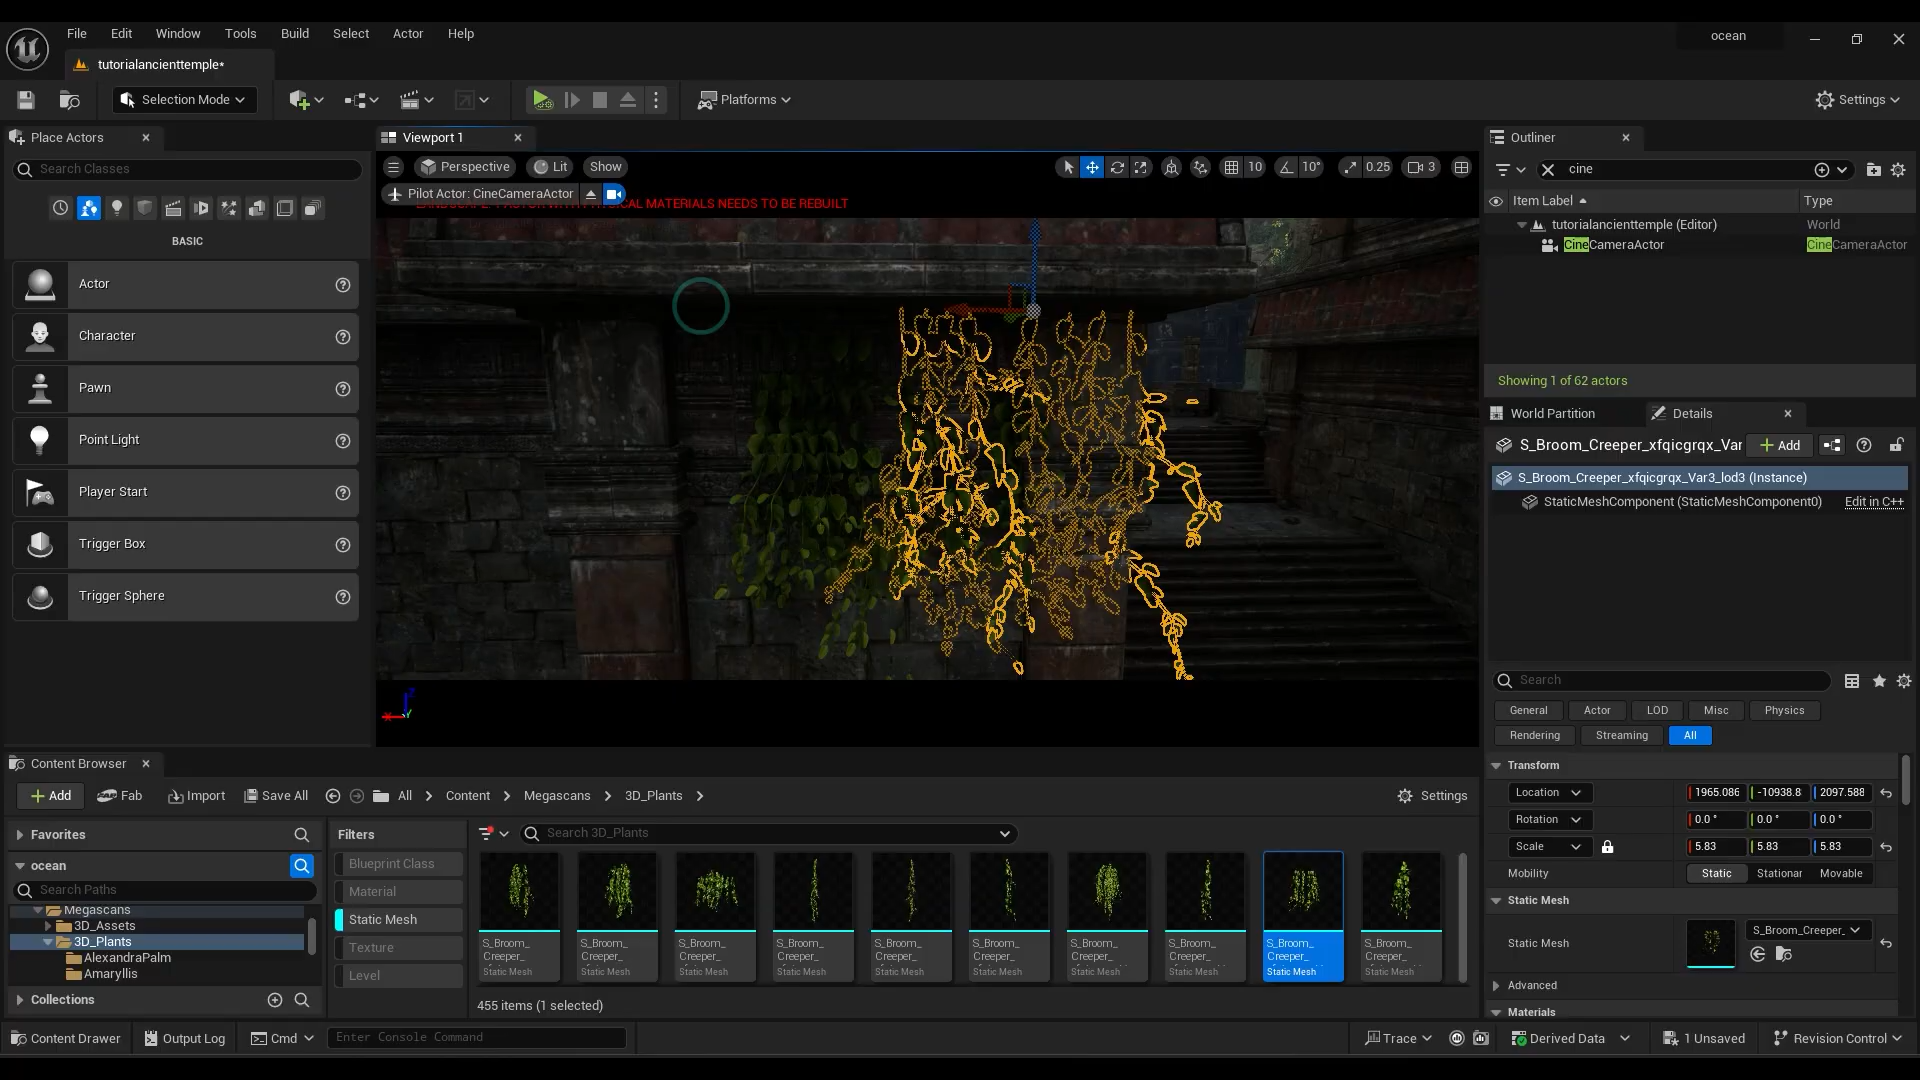 File Edit Window Tools Build Select Actor Help
ocean
tutorialancienttemple*
Selection Mode
Platforms
Settings
Place Actors
Search Classes
BASIC
Actor
Character
Pawn
Point Light
Player Start
Trigger Box
Trigger Sphere
Viewport 1
Perspective Lit Show
10 10° 0.25 3
Pilot Actor: CineCameraActor
MATERIALS NEEDS TO BE REBUILT
Outliner
cine
Item Label Type
tutorialancienttemple (Editor) World
CineCameraActor CineCameraActor
Showing 1 of 62 actors
World Partition Details
S_Broom_Creeper_xfqicgrqx_Var Add
S_Broom_Creeper_xfqicgrqx_Var3_lod3 (Instance)
StaticMeshComponent (StaticMeshComponent0) Edit in C++
Search
General Actor LOD Misc Physics
Rendering Streaming All
Transform
Location 1965.086 -10938.8 2097.588
Rotation 0.0 ° 0.0 ° 0.0 °
Scale 5.83 5.83 5.83
Mobility Static Stationar Movable
Static Mesh
Static Mesh S_Broom_Creeper_
Advanced
Materials
Content Browser
Add Fab Import Save All All Content Megascans 3D_Plants Settings
Favorites
ocean
Search Paths
Megascans
3D_Assets
3D_Plants
AlexandraPalm
Amaryllis
Collections
Filters
Blueprint Class
Material
Static Mesh
Texture
Level
Search 3D_Plants
S_Broom_ S_Broom_ S_Broom_ S_Broom_ S_Broom_ S_Broom_ S_Broom_ S_Broom_ S_Broom_ S_Broom_
Creeper_ Creeper_ Creeper_ Creeper_ Creeper_ Creeper_ Creeper_ Creeper_ Creeper_ Creeper_
Static Mesh Static Mesh Static Mesh Static Mesh Static Mesh Static Mesh Static Mesh Static Mesh Static Mesh Static Mesh
455 items (1 selected)
Content Drawer Output Log Cmd Enter Console Command Trace Derived Data 1 Unsaved Revision Control